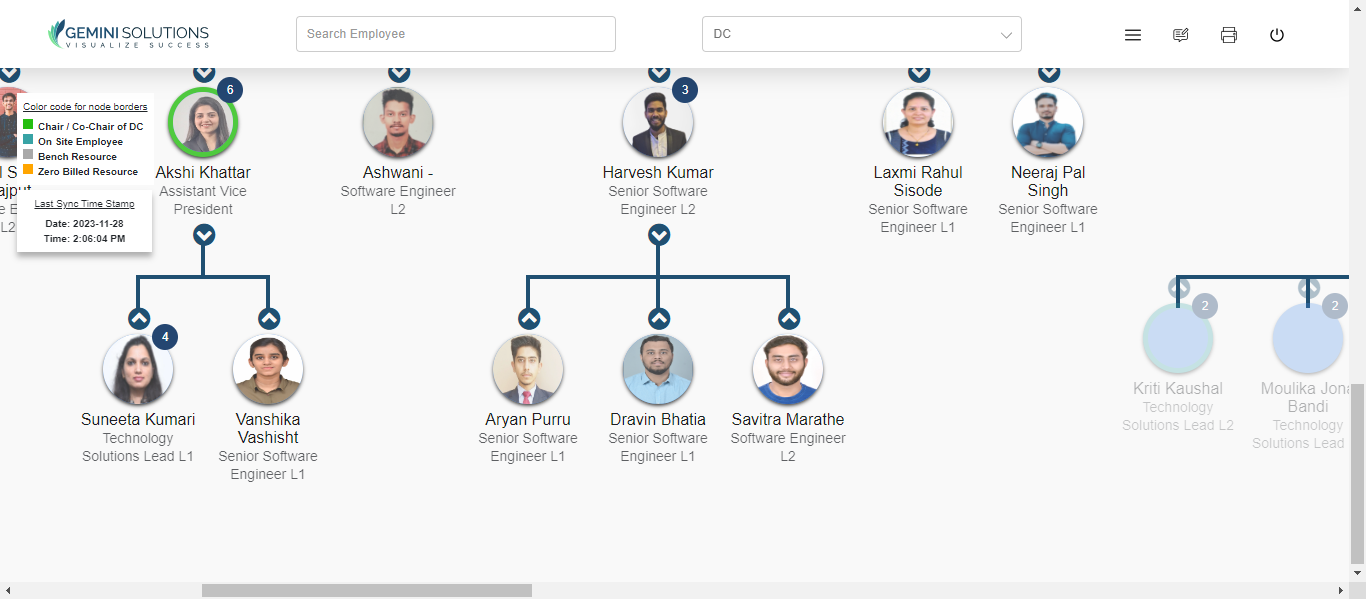 GEMINI SOLUTIONS
VISUALIZE SUCCESS
Search Employee
DC
Color code for node borders
Chair / Co-Chair of DC
On Site Employee
Bench Resource
Zero Billed Resource
Last Sync Time Stamp
Date: 2023-11-28
Time: 2:06:04 PM
L2
6
Akshi Khattar
Assistant Vice
President
Ashwani -
Software Engineer
L2
3
Harvesh Kumar
Senior Software
Engineer L2
Laxmi Rahul
Sisode
Senior Software
Engineer L1
Neeraj Pal
Singh
Senior Software
Engineer L1
4
Suneeta Kumari
Technology
Solutions Lead L1
Vanshika
Vashisht
Senior Software
Engineer L1
Aryan Purru
Senior Software
Engineer L1
Dravin Bhatia
Senior Software
Engineer L1
Savitra Marathe
Software Engineer
L2
2
Kriti Kaushal
Technology
Solutions Lead L2
2
Moulika Jona
Bandi
Technology
Solutions Lead